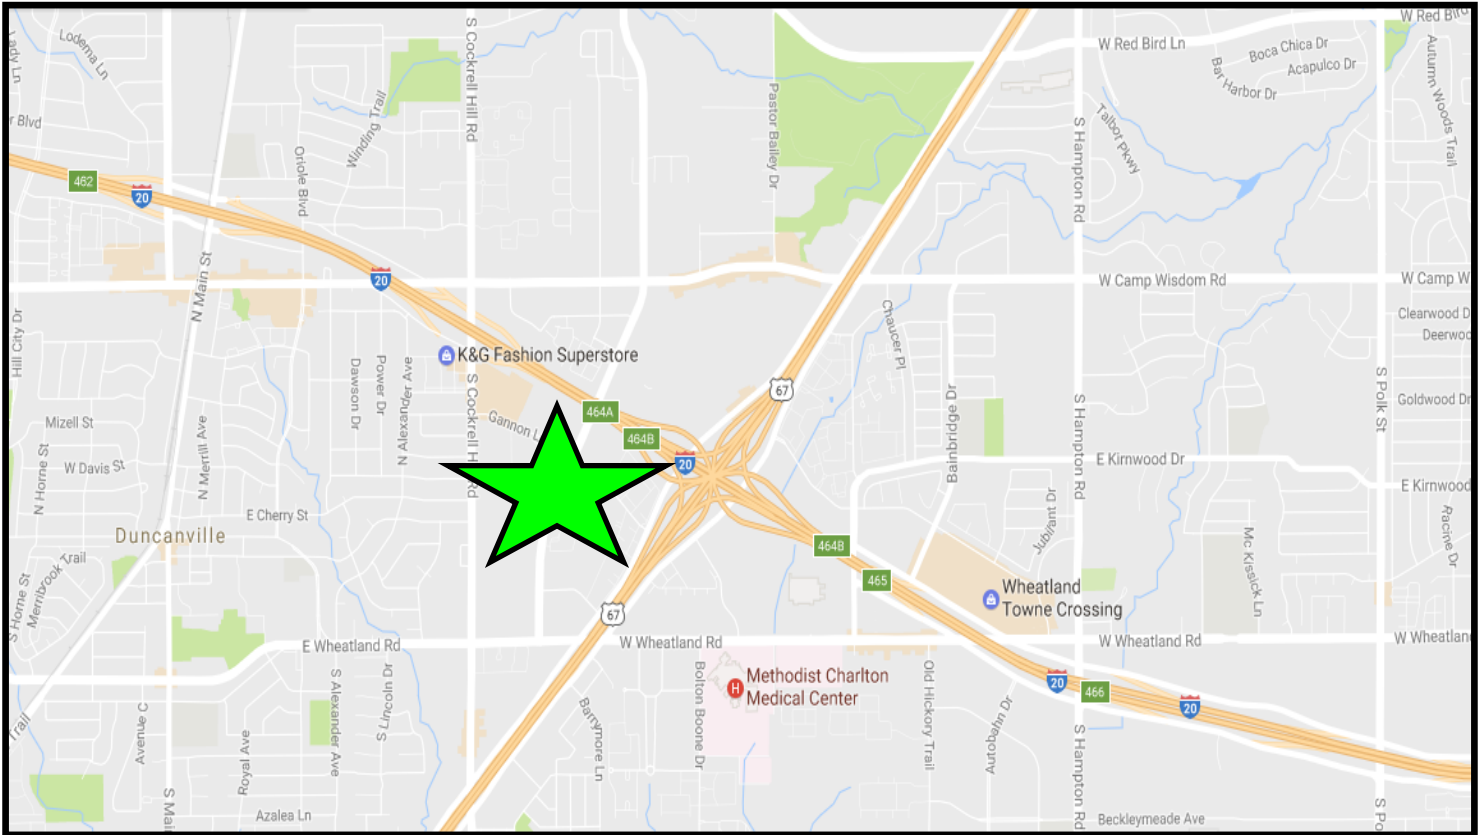 W Red Bird
Lodema Ln
W Red Bird Ln
Boca Chica Dr
Acapulco Dr
Bar Harbor Dr
Autumn Woods Trail
S Cockrell Hill Rd
Winding Trail
Pastor Bailey Dr
Talbot Pkwy
S Hampton Rd
r Blvd
Oriole Blvd
462
20
N Main St
20
W Camp Wisdom Rd
W Camp W
Hill City Dr
Chaucer Pl
Clearwood D
Deerwoo
K&G Fashion Superstore
Dawson Dr
Power Dr
N Alexander Ave
S Cockrell H
Rd
67
S Polk St
Goldwood Dr
464A
Gannon L
464B
20
Mizell St
W Davis St
N Horne St
N Merrill Ave
Bainbridge Dr
S Hampton Rd
E Kirnwood Dr
E Kirnwood
E Cherry St
Duncanville
Jubilant Dr
Mc Kissick Ln
Racine Dr
464B
465
S Horne St
Merribrook Trail
Wheatland
Towne Crossing
67
E Wheatland Rd
W Wheatland Rd
W Wheatland Rd
W Wheatlan
Methodist Charlton
Medical Center
H
Bolton Boone Dr
Old Hickory Trail
Autobahn Dr
20
466
20
S Alexander Ave
S Lincoln Dr
Barrymore Ln
Trail
Avenue C
Royal Ave
S Hampton Rd
S Mai
Azalea Ln
Beckleymeade Ave
S Po